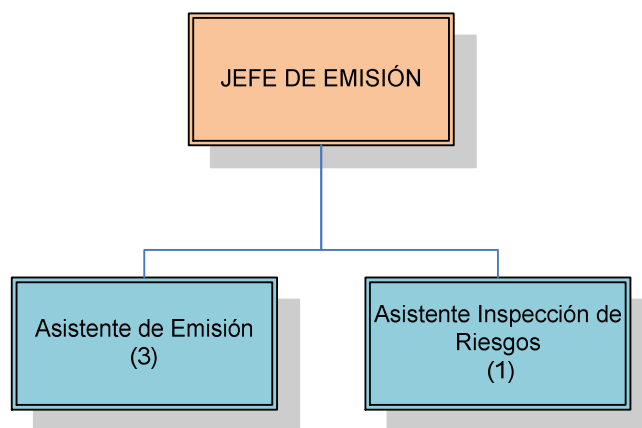 JEFE DE EMISIÓN
Asistente de Emisión
(3)
Asistente Inspección de
Riesgos
(1)